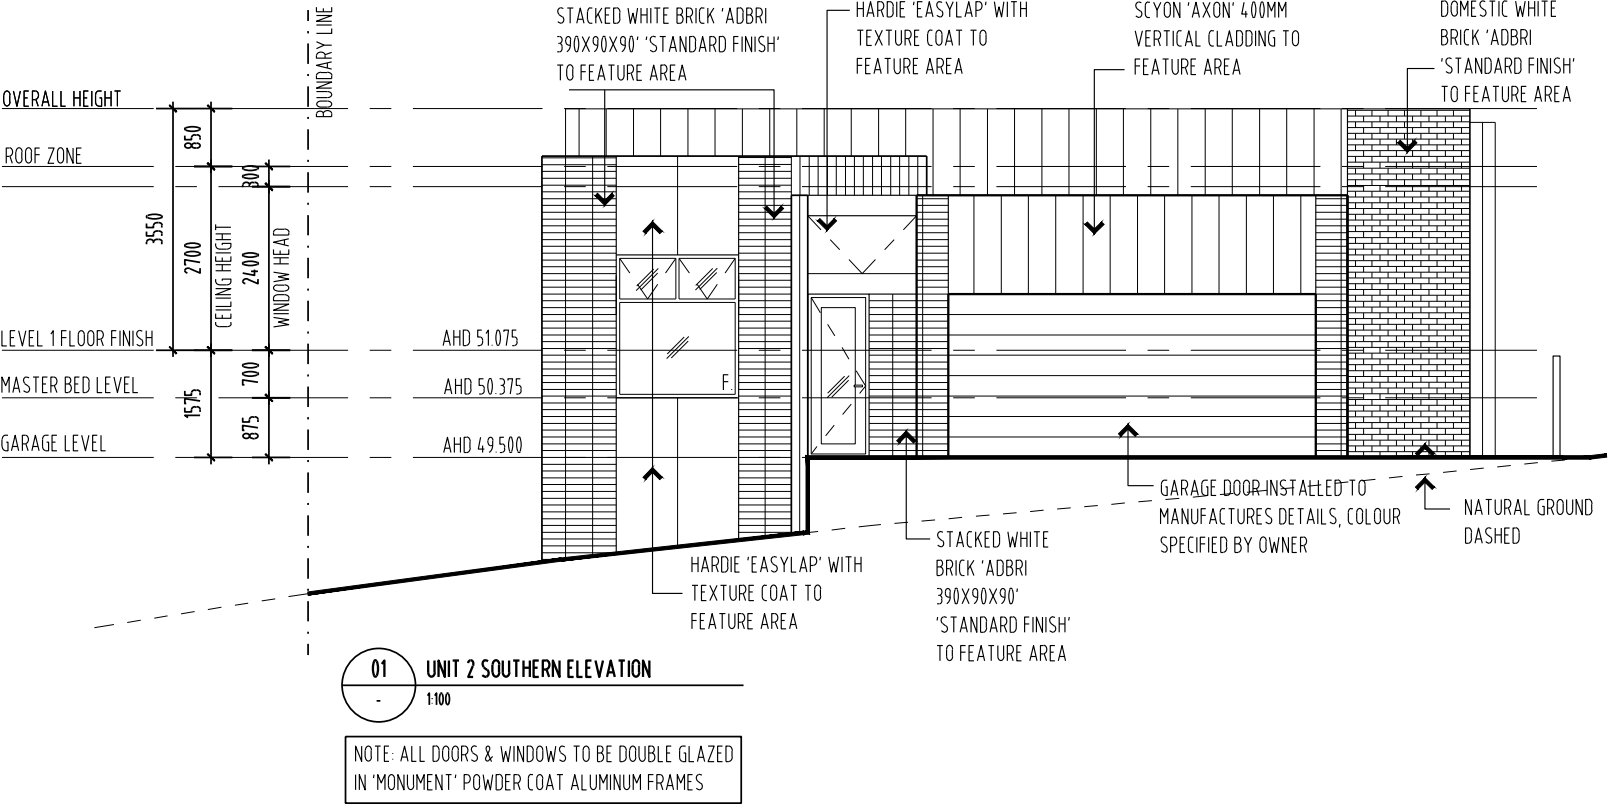 STACKED WHITE BRICK 'ADBRI
390X90X90' 'STANDARD FINISH'
TO FEATURE AREA
HARDIE 'EASYLAP' WITH
TEXTURE COAT TO
FEATURE AREA
SCYON 'AXON' 400MM
VERTICAL CLADDING TO
FEATURE AREA
DOMESTIC WHITE
BRICK 'ADBRI
'STANDARD FINISH'
TO FEATURE AREA
BOUNDARY LINE
OVERALL HEIGHT
ROOF ZONE
LEVEL 1 FLOOR FINISH
MASTER BED LEVEL
GARAGE LEVEL
3550
850
2700
1575
CEILING HEIGHT
300
2400
700
875
WINDOW HEAD
AHD 51.075
AHD 50.375
AHD 49.500
F.
HARDIE 'EASYLAP' WITH
TEXTURE COAT TO
FEATURE AREA
STACKED WHITE
BRICK 'ADBRI
390X90X90'
'STANDARD FINISH'
TO FEATURE AREA
GARAGE DOOR INSTALLED TO
MANUFACTURES DETAILS, COLOUR
SPECIFIED BY OWNER
NATURAL GROUND
DASHED
01
-
UNIT 2 SOUTHERN ELEVATION
1:100
NOTE: ALL DOORS & WINDOWS TO BE DOUBLE GLAZED
IN 'MONUMENT' POWDER COAT ALUMINUM FRAMES